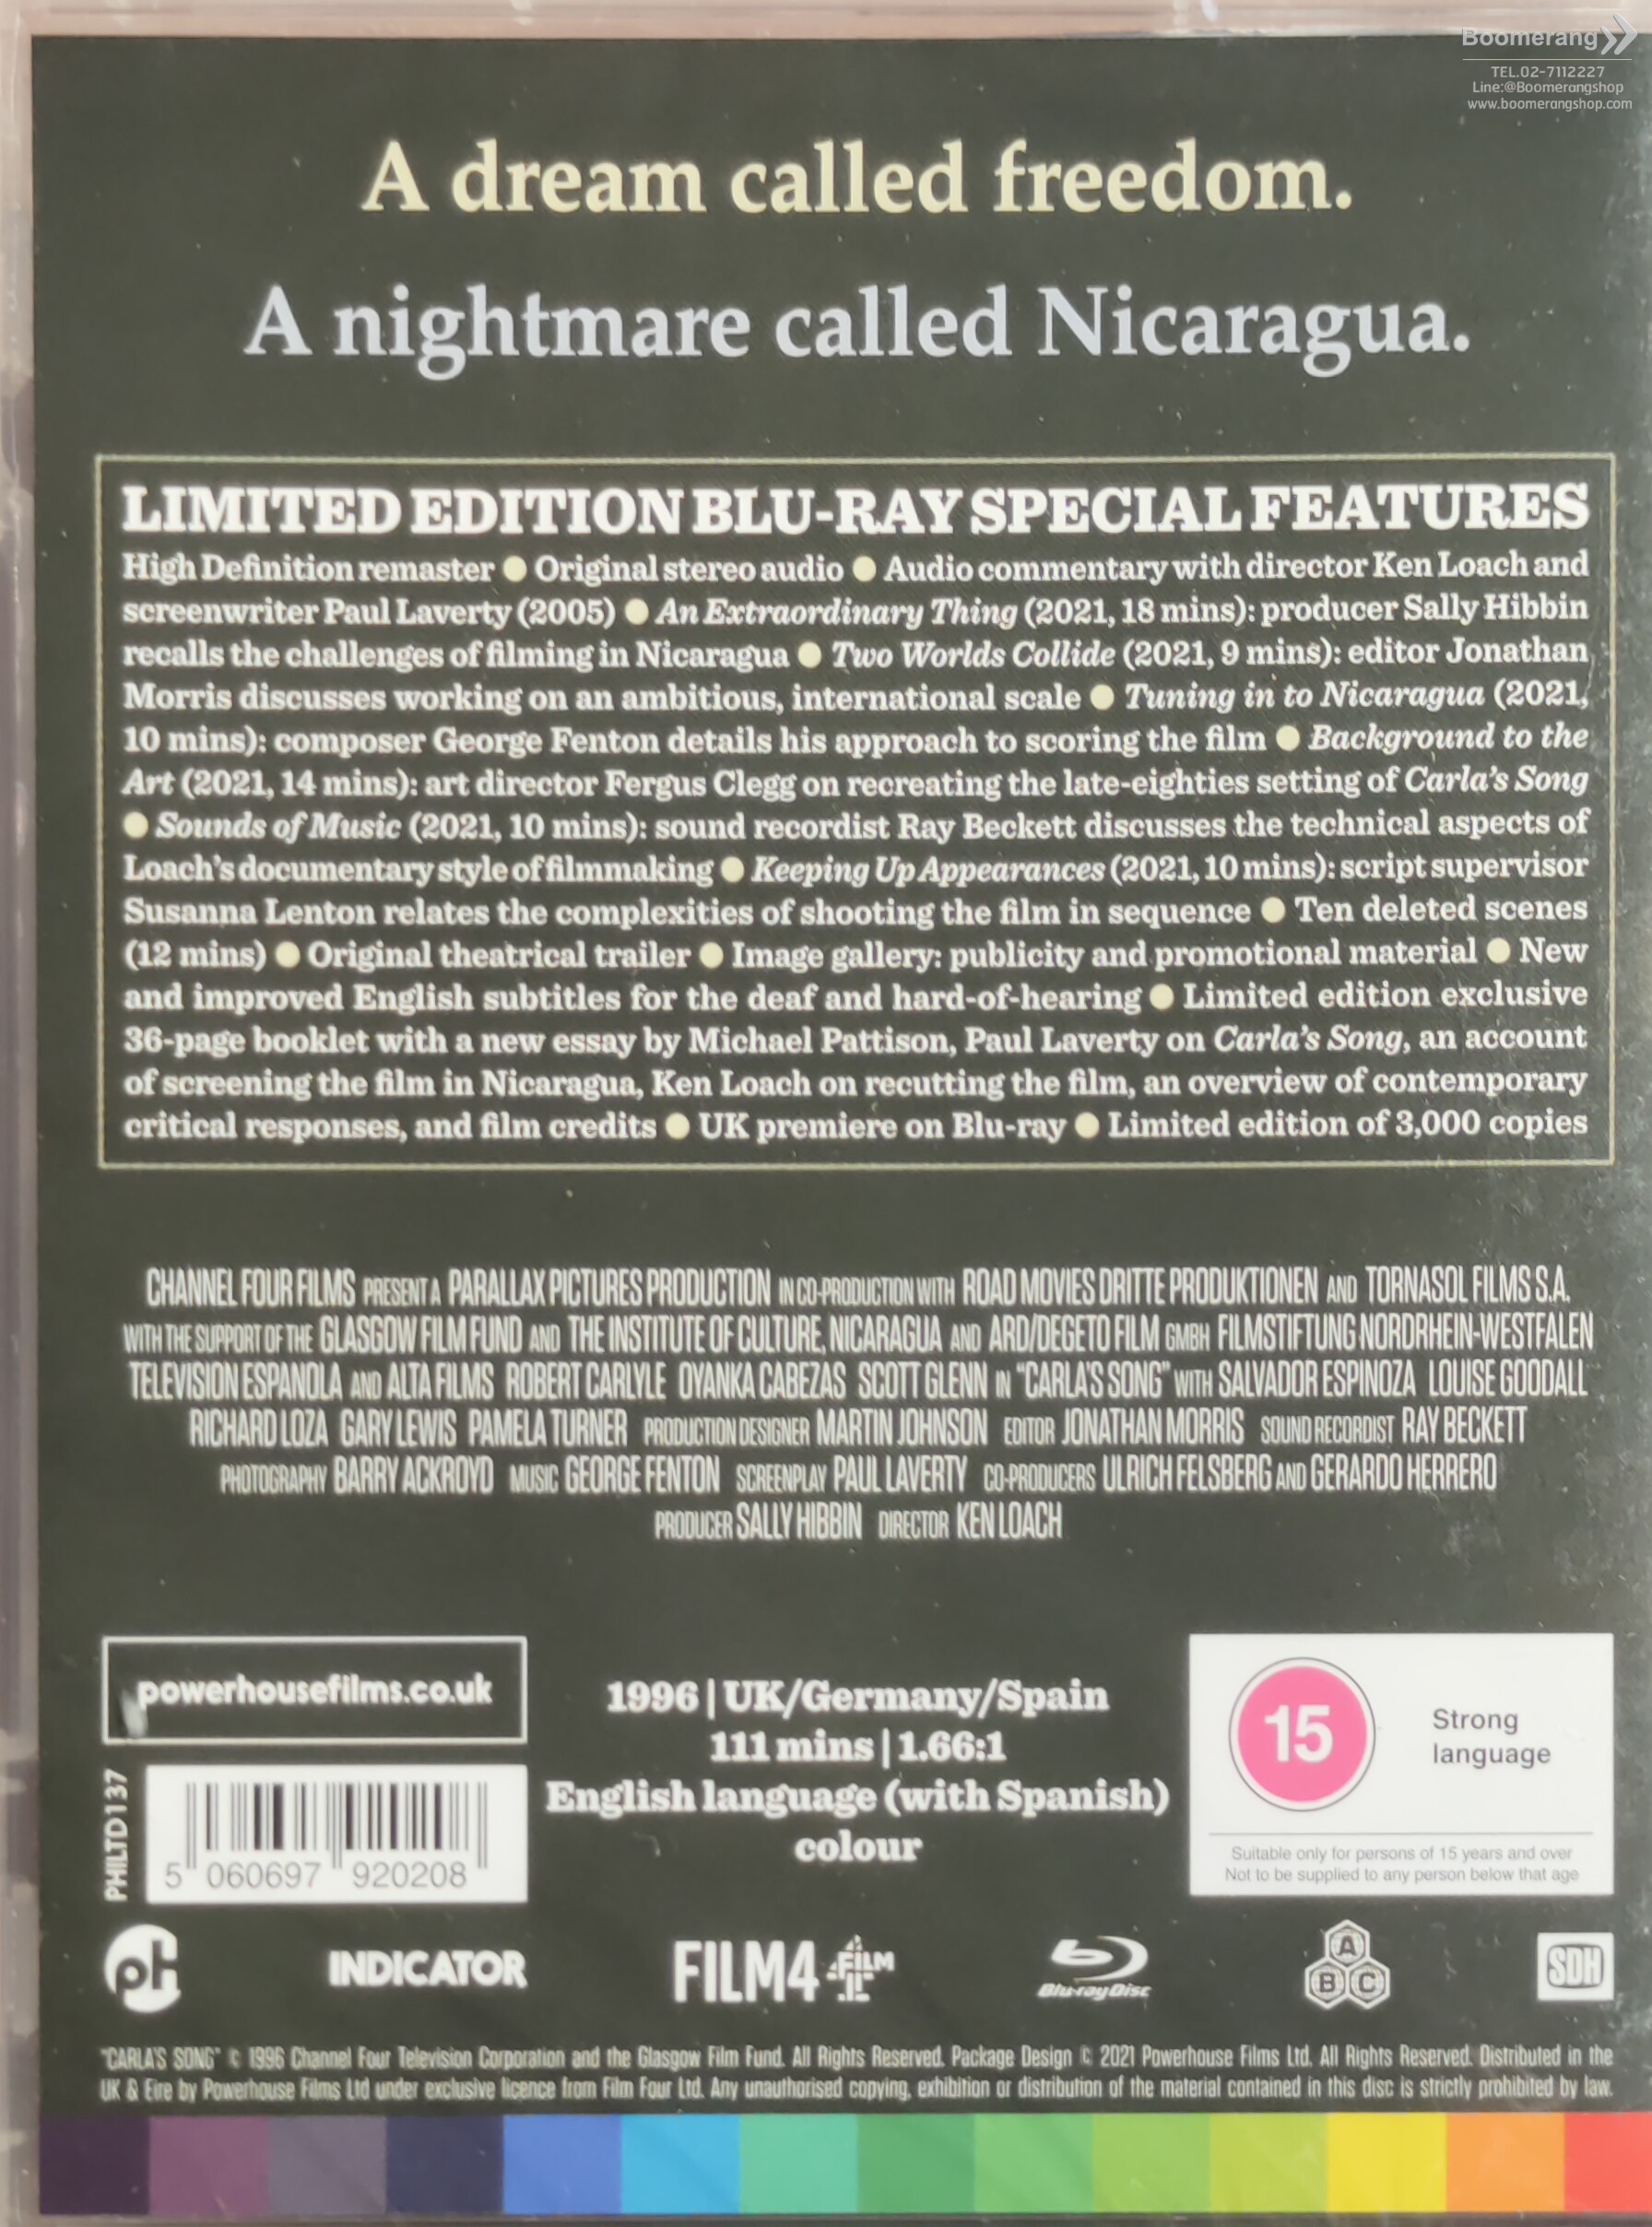 Boomerang
TEL.02-7112227
Line:@Boomerangshop
www.boomerangshop.com
A dream called freedom.
A nightmare called Nicaragua.
LIMITED EDITION BLU-RAY SPECIAL FEATURES
High Definition remaster ● Original stereo audio ● Audio commentary with director Ken Loach and
screenwriter Paul Laverty (2005) ● An Extraordinary Thing (2021, 18 mins): producer Sally Hibbin
recalls the challenges of filming in Nicaragua ● Two Worlds Collide (2021, 9 mins): editor Jonathan
Morris discusses working on an ambitious, international scale ● Tuning in to Nicaragua (2021,
10 mins): composer George Fenton details his approach to scoring the film ● Background to the
Art (2021, 14 mins): art director Fergus Clegg on recreating the late-eighties setting of Carla's Song
● Sounds of Music (2021, 10 mins): sound recordist Ray Beckett discusses the technical aspects of
Loach's documentary style of filmmaking ● Keeping Up Appearances (2021, 10 mins): script supervisor
Susanna Lenton relates the complexities of shooting the film in sequence ● Ten deleted scenes
(12 mins) ● Original theatrical trailer ● Image gallery: publicity and promotional material ● New
and improved English subtitles for the deaf and hard-of-hearing ● Limited edition exclusive
36-page booklet with a new essay by Michael Pattison, Paul Laverty on Carla's Song, an account
of screening the film in Nicaragua, Ken Loach on recutting the film, an overview of contemporary
critical responses, and film credits ● UK premiere on Blu-ray ● Limited edition of 3,000 copies
CHANNEL FOUR FILMS PRESENT A PARALLAX PICTURES PRODUCTION IN CO-PRODUCTION WITH ROAD MOVIES DRITTE PRODUKTIONEN AND TORNASOL FILMS S.A.
WITH THE SUPPORT OF THE GLASGOW FILM FUND AND THE INSTITUTE OF CULTURE, NICARAGUA AND ARD/DEGETO FILM GMBH FILMSTIFTUNG NORDRHEIN-WESTFALEN
TELEVISION ESPANOLA AND ALTA FILMS ROBERT CARLYLE OYANKA CABEZAS SCOTT GLENN IN "CARLA'S SONG" WITH SALVADOR ESPINOZA LOUISE GOODALL
RICHARD LOZA GARY LEWIS PAMELA TURNER PRODUCTION DESIGNER MARTIN JOHNSON EDITOR JONATHAN MORRIS SOUND RECORDIST RAY BECKETT
PHOTOGRAPHY BARRY ACKROYD MUSIC GEORGE FENTON SCREENPLAY PAUL LAVERTY CO-PRODUCERS ULRICH FELSBERG AND GERARDO HERRERO
PRODUCER SALLY HIBBIN DIRECTOR KEN LOACH
powerhousefilms.co.uk
PHILTD137
5 060697 920208
1996 | UK/Germany/Spain
111 mins | 1.66:1
English language (with Spanish)
colour
15
Strong
language
Suitable only for persons of 15 years and over
Not to be supplied to any person below that age
pH
INDICATOR
FILM4 FILM
Blu-ray Disc
A
B C
SDH
"CARLA'S SONG" © 1996 Channel Four Television Corporation and the Glasgow Film Fund. All Rights Reserved. Package Design © 2021 Powerhouse Films Ltd. All Rights Reserved. Distributed in the
UK & Eire by Powerhouse Films Ltd under exclusive licence from Film Four Ltd. Any unauthorised copying, exhibition or distribution of the material contained in this disc is strictly prohibited by law.